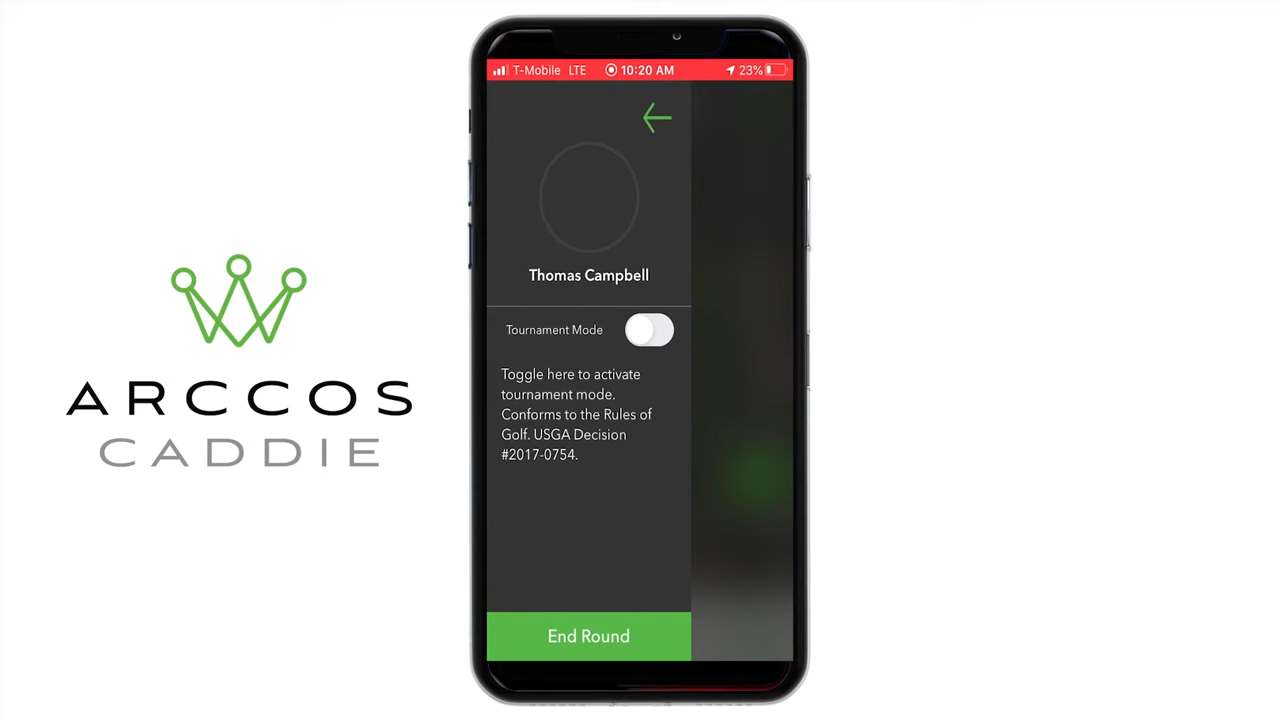 T-Mobile LTE 10:20 AM 23%
Thomas Campbell
Tournament Mode
Toggle here to activate
tournament mode.
Conforms to the Rules of
Golf. USGA Decision
#2017-0754.
End Round
ARCCOS
CADDIE